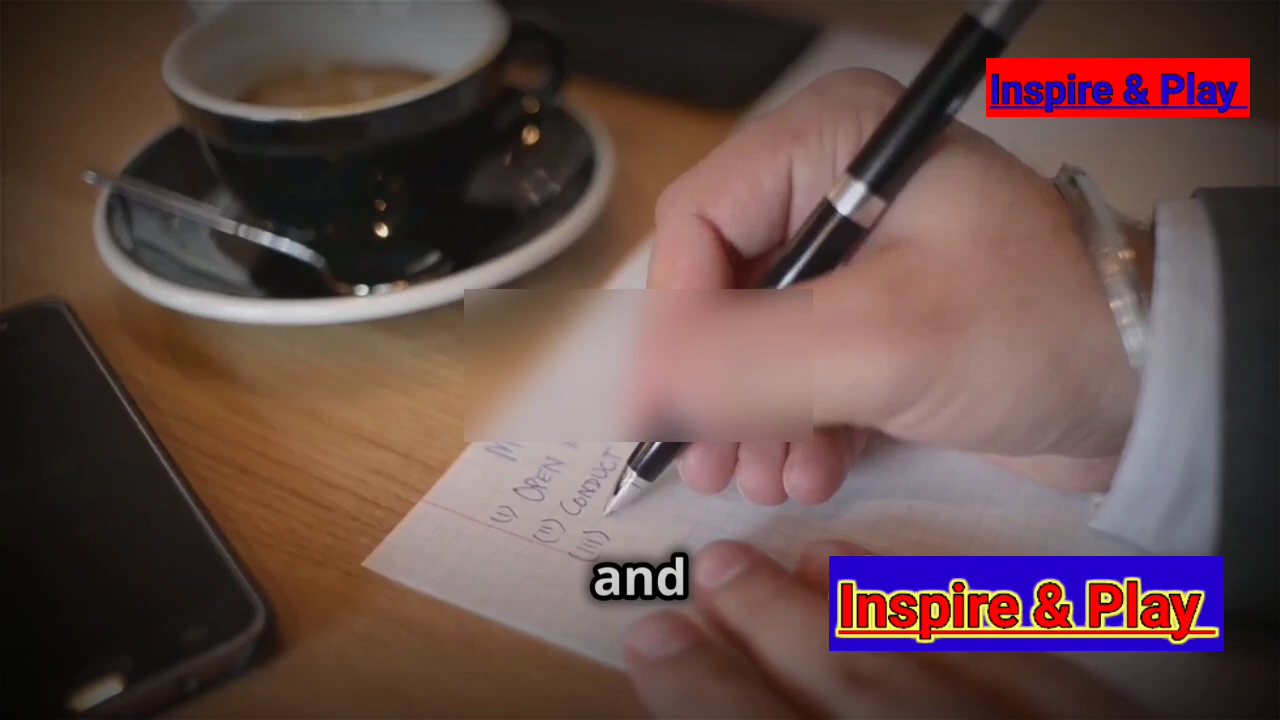 Inspire & Play
(I) OPEN
(II) CONDUCT
(III)
and
Inspire & Play